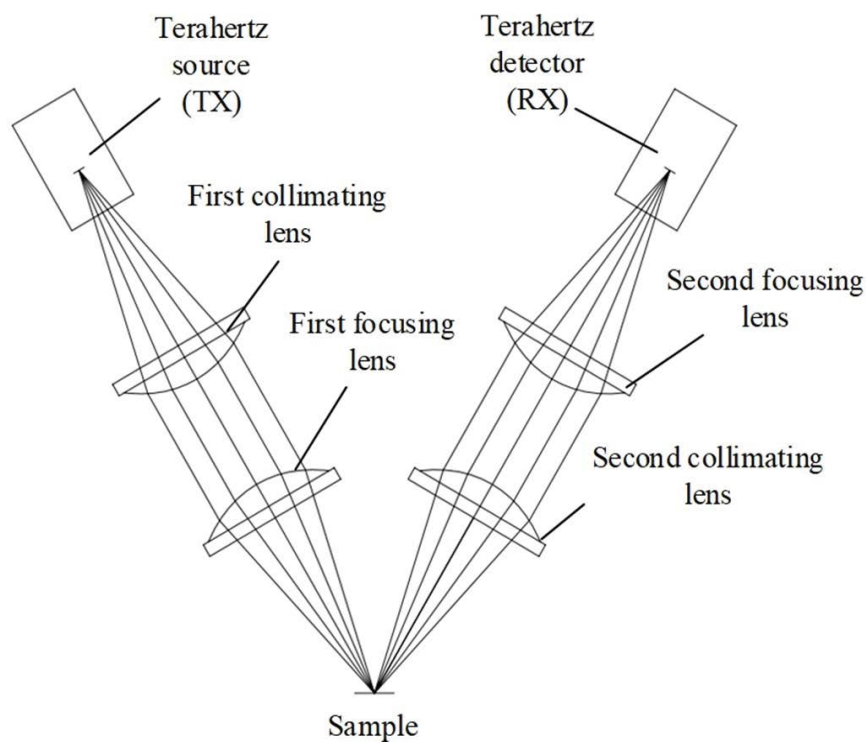 Terahertz
source
(TX)
Terahertz
detector
(RX)
First collimating
lens
Second focusing
lens
First focusing
lens
Second collimating
lens
Sample